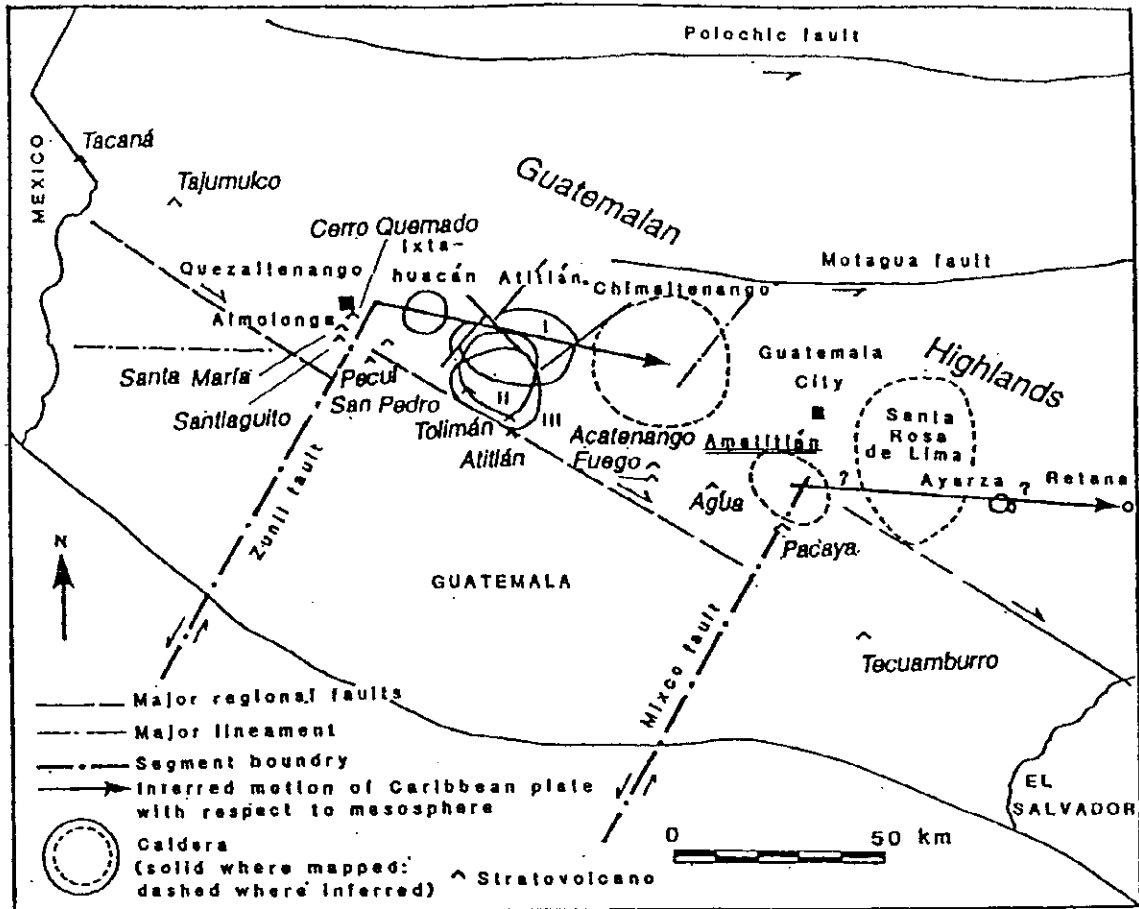 Polochic fault
MEXICO
Tacaná
Tajumulco
Guatemalan
Cerro Quemado
Ixta-
huacán
Atitlán
Chimaltenango
Motagua fault
Quezaltenango
Almolonga
I
Guatemala
City
Highlands
Santa María
Pecul
San Pedro
II
III
Santiaguito
Tolimán
Atitlán
Acatenango
Fuego
Amatitlán
Santa
Rosa
de Lima
?
Ayarza
?
Retana
Agua
Zunil fault
Pacaya
N
GUATEMALA
Mixco fault
Tecuamburro
Major regional faults
Major lineament
Segment boundry
Inferred motion of Caribbean plate
with respect to mesosphere
EL
SALVADOR
0 50 km
Caldera
(solid where mapped:
dashed where inferred)
Stratovolcano